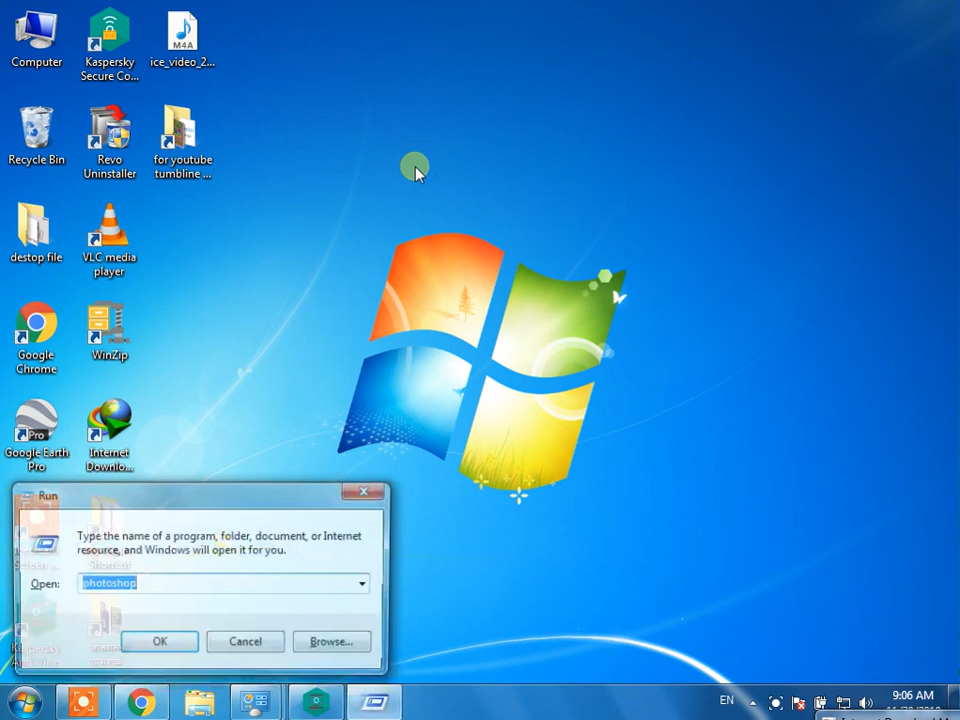 Computer
Kaspersky
Secure Co...
M4A
ice_video_2...
Recycle Bin
Revo
Uninstaller
for youtube
tumbline ...
destop file
VLC media
player
Google
Chrome
WinZip
Pro
Google Earth
Pro
Internet
Downlo...
Run
Type the name of a program, folder, document, or Internet
resource, and Windows will open it for you.
Open:
photoshop
OK
Cancel
Browse...
EN
9:06 AM